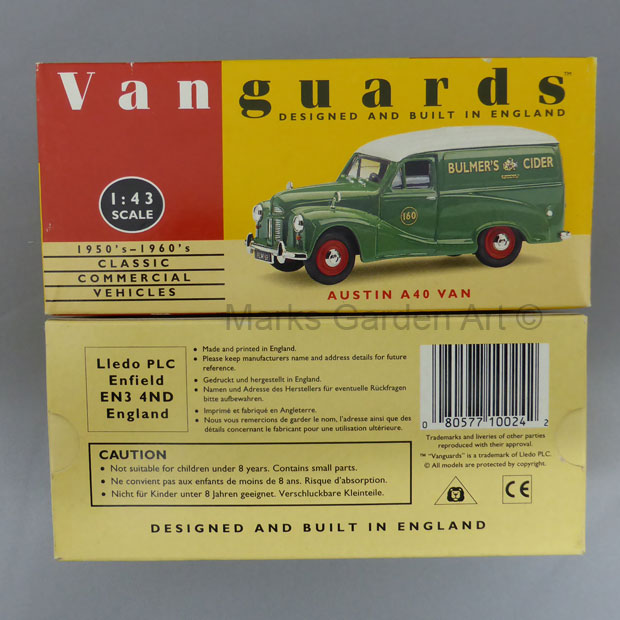 Vanguards™
DESIGNED AND BUILT IN ENGLAND
1:43
SCALE
BULMER'S CIDER
160
1950's–1960's
CLASSIC
COMMERCIAL
VEHICLES
AUSTIN A40 VAN
Marks Garden Art ©
Lledo PLC
Enfield
EN3 4ND
England
• Made and printed in England.
• Please keep manufacturers name and address details for future
reference.
• Gedruckt und hergestellt in England.
• Namen und Adresse des Herstellers für eventuelle Rückfragen
bitte aufbewahren.
• Imprimé et fabriqué en Angleterre.
• Nous vous remercions de garder le nom, l'adresse ainsi que des
détails concernant le fabricant pour une utilisation ultérieure.
0 80577 10024 2
Trademarks and liveries of other parties
reproduced with their approval.
™ "Vanguards" is a trademark of Lledo PLC.
© All models are protected by copyright.
CAUTION
• Not suitable for children under 8 years. Contains small parts.
• Ne convient pas aux enfants de moins de 8 ans. Risque d'absorption.
• Nicht für Kinder unter 8 Jahren geeignet. Verschluckbare Kleinteile.
CE
DESIGNED AND BUILT IN ENGLAND